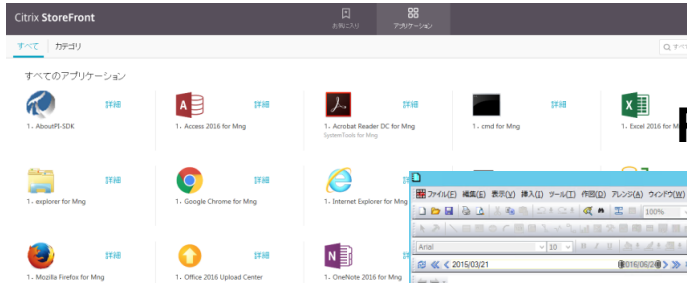 Citrix StoreFront
お気に入り
アプリケーション
すべて カテゴリ
すべてのアプリケーション
詳細 詳細 詳細 詳細
1. AboutPI-SDK 1. Access 2016 for Mng 1. Acrobat Reader DC for Mng 1. cmd for Mng 1. Excel 2016 for M
SystemTools for Mng
詳細 詳細 詳細
1. explorer for Mng 1. Google Chrome for Mng 1. Internet Explorer for Mng
ファイル(F) 編集(E) 表示(V) 挿入(I) ツール(T) 作図(D) アレンジ(A) ウィンドウ(W)
100%
Arial 10 B I U
2015/03/21
詳細 詳細 詳細
1. Mozilla Firefox for Mng 1. Office 2016 Upload Center 1. OneNote 2016 for Mng